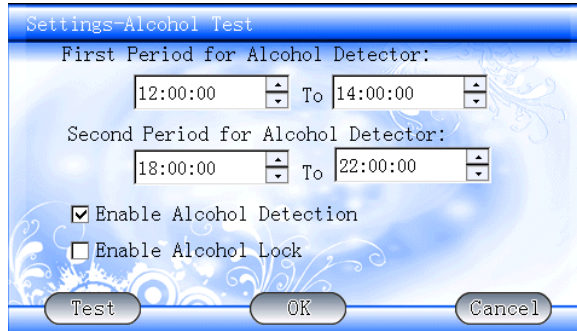 Settings-Alcohol Test
First Period for Alcohol Detector:
12:00:00 To 14:00:00
Second Period for Alcohol Detector:
18:00:00 To 22:00:00
Enable Alcohol Detection
Enable Alcohol Lock
Test OK Cancel